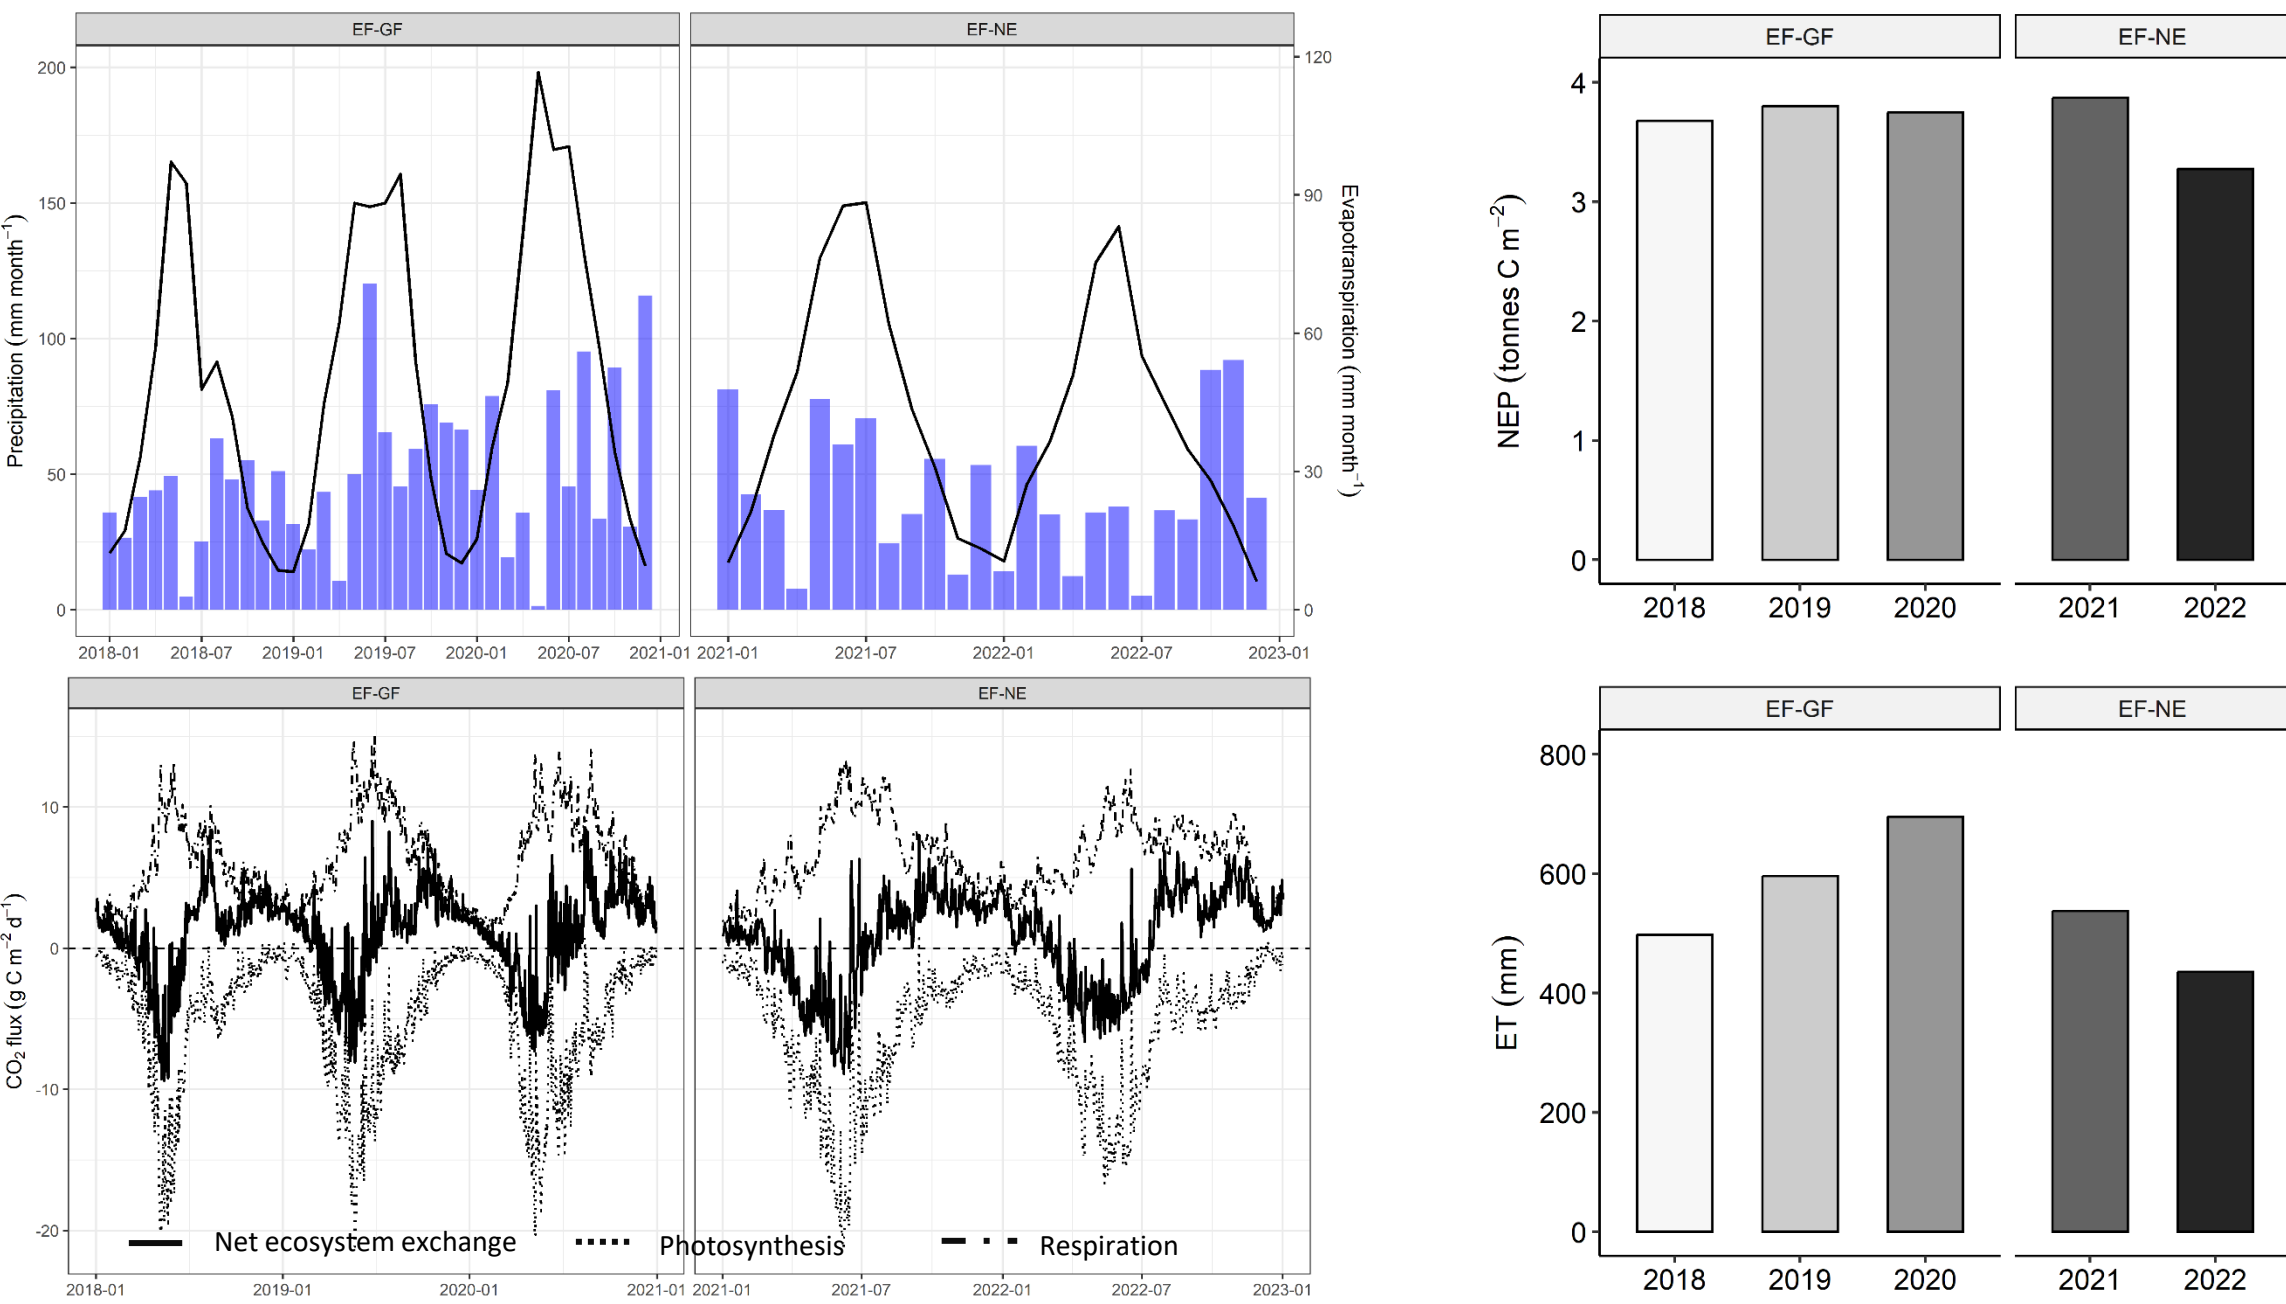 EF-GF
EF-NE
200
150
100
50
0
Precipitation (mm month⁻¹)
120
90
60
30
0
Evapotranspiration (mm month⁻¹)
2018-01 2018-07 2019-01 2019-07 2020-01 2020-07 2021-01
2021-01 2021-07 2022-01 2022-07 2023-01
EF-GF
EF-NE
4
3
2
1
0
NEP (tonnes C m⁻²)
2018 2019 2020
2021 2022
EF-GF
EF-NE
10
0
-10
-20
CO₂ flux (g C m⁻² d⁻¹)
Net ecosystem exchange Photosynthesis Respiration
2018-01 2019-01 2020-01 2021-01
2021-01 2021-07 2022-01 2022-07 2023-01
EF-GF
EF-NE
800
600
400
200
0
ET (mm)
2018 2019 2020
2021 2022